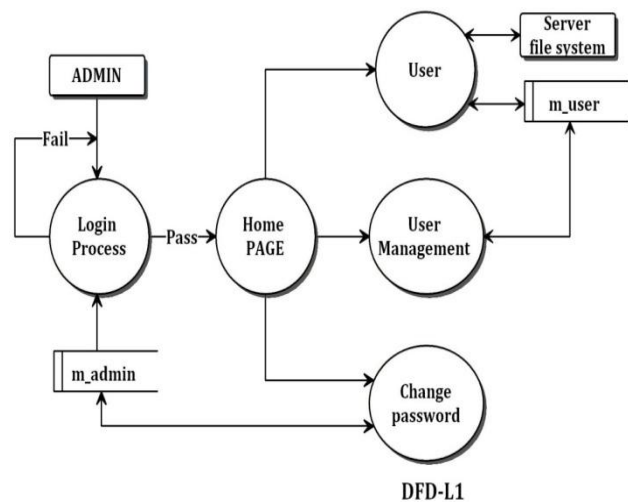 ADMIN
Fail
Login
Process
Pass
Home
PAGE
User
Server
file system
m_user
User
Management
m_admin
Change
password
DFD-L1